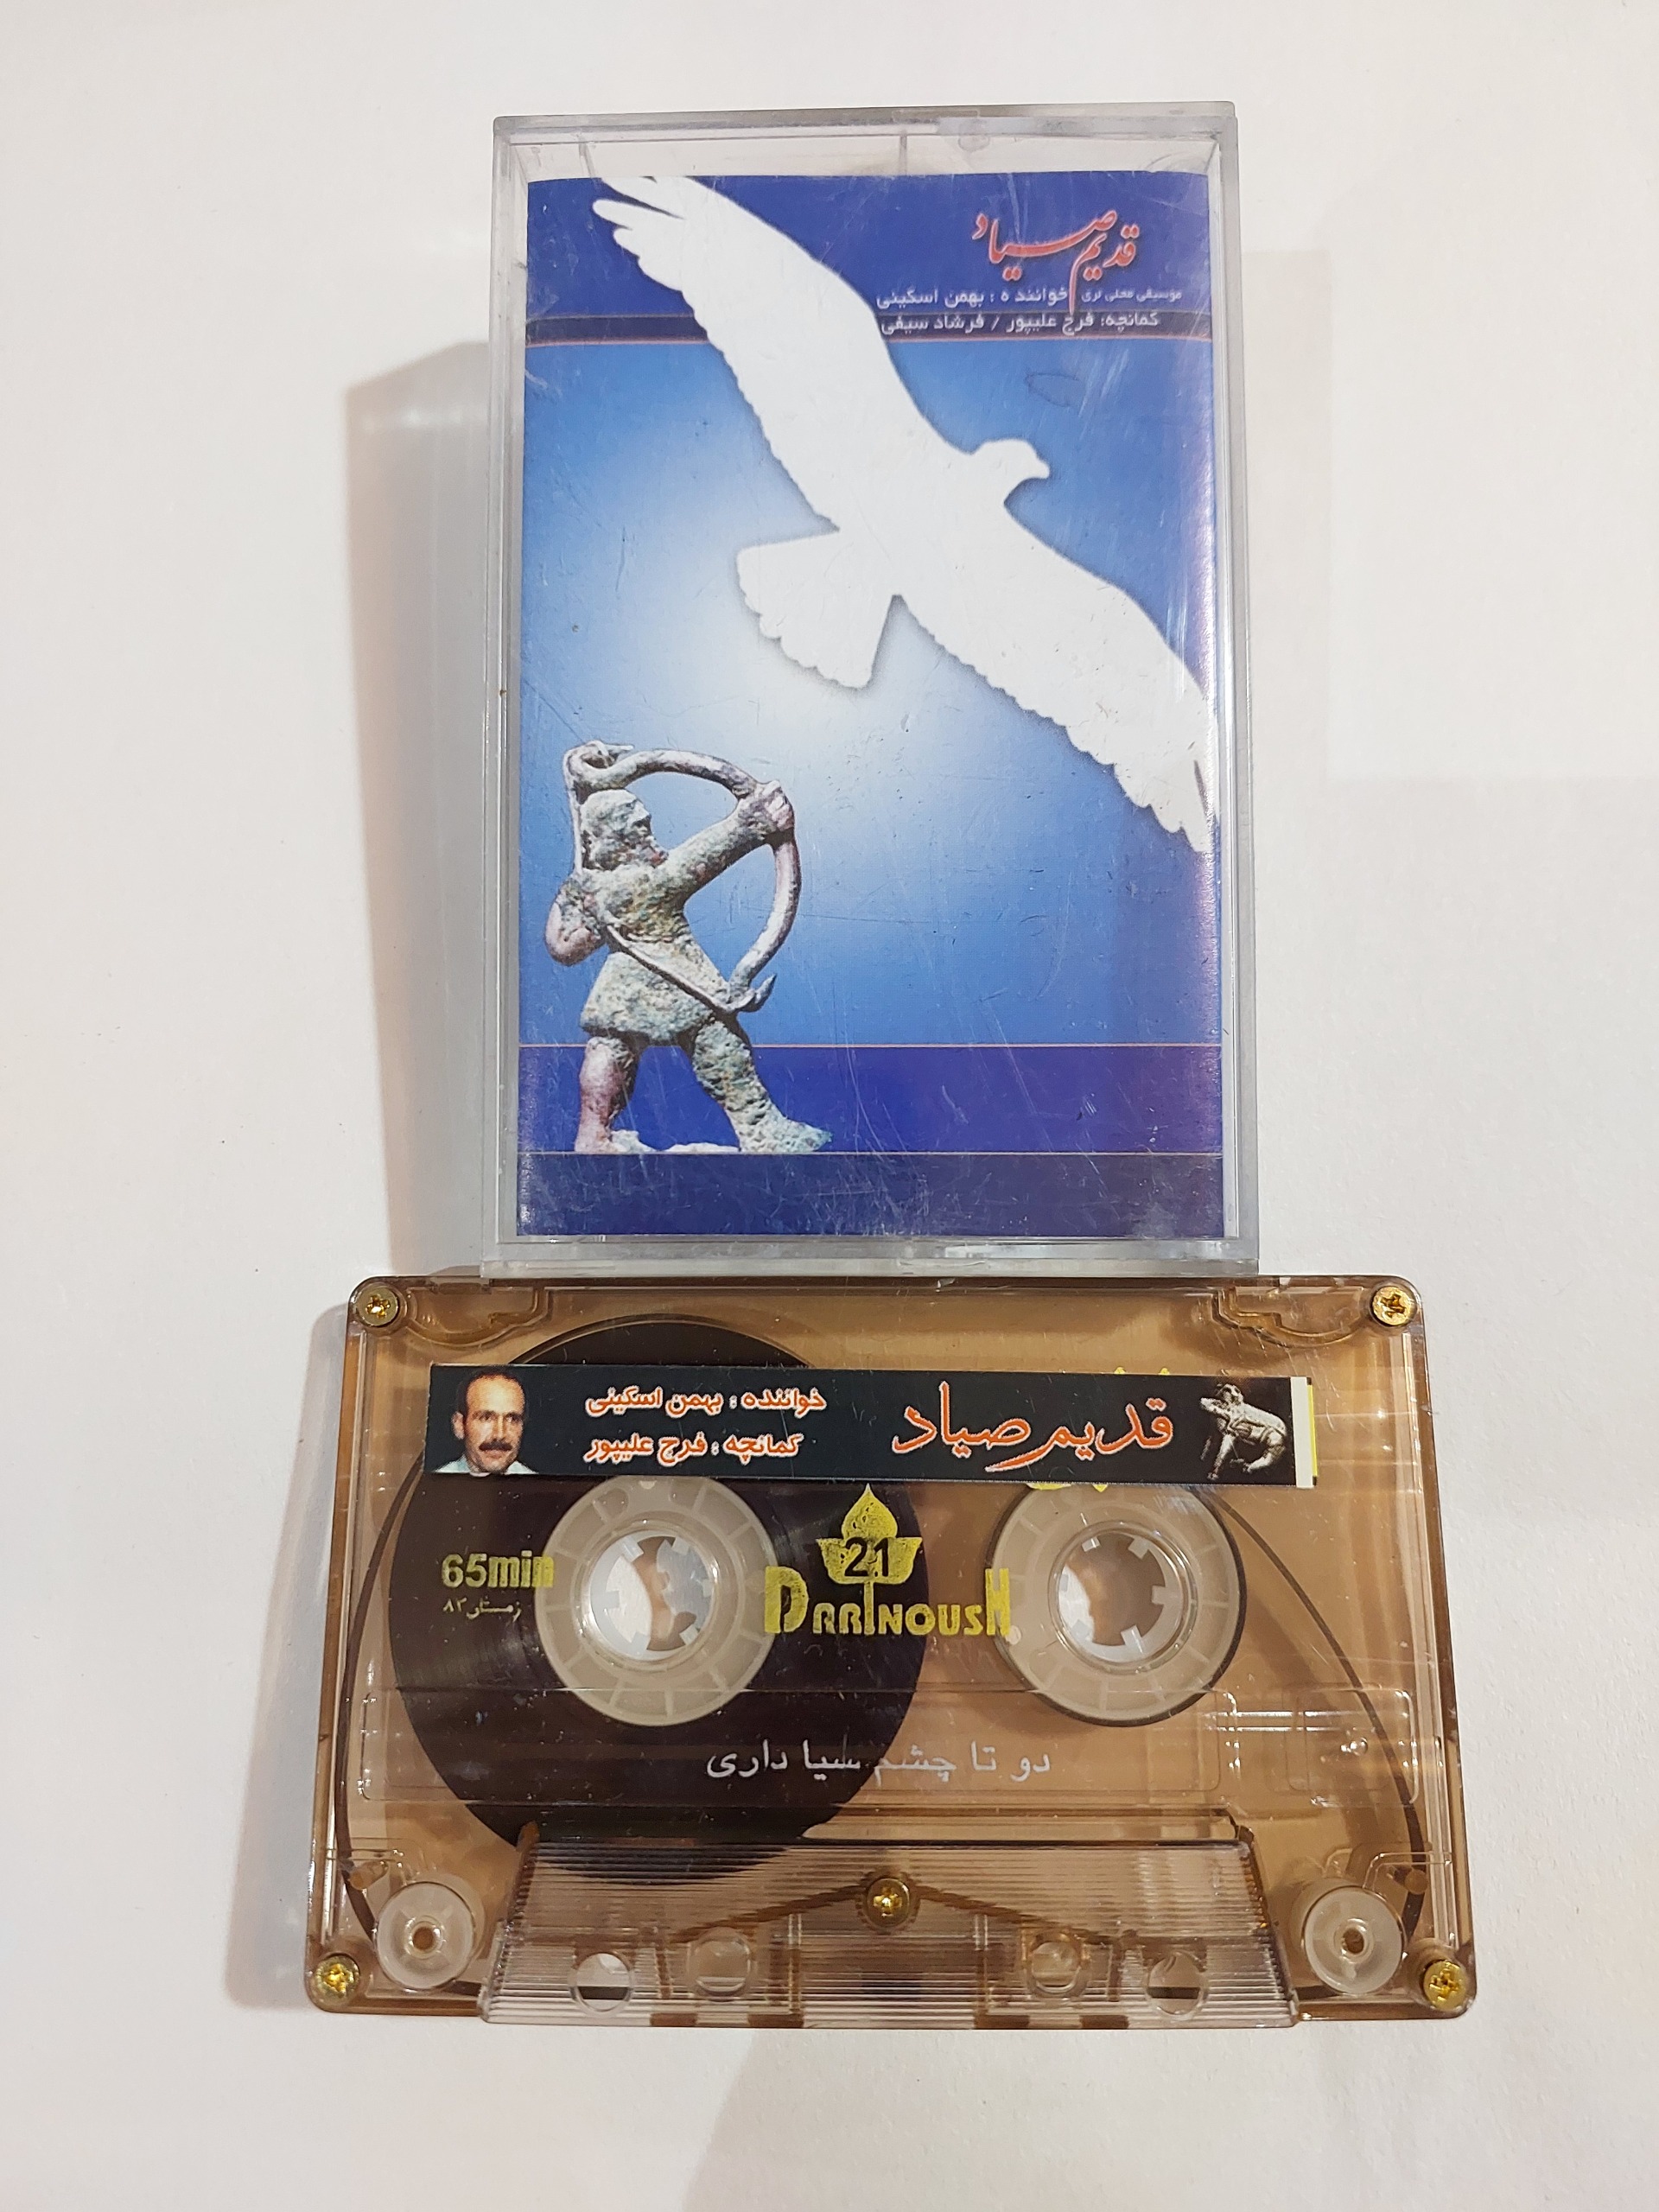 قدیم صیاد
موسیقی محلی لری خواننده : بهمن اسکینی
کمانچه: فرج علیپور / فرشاد سیفی
قدیم صیاد
خواننده : بهمن اسکینی
کمانچه : فرج علیپور
21
DARINOUSH
65min
زمستان ۸۲
دو تا چشم سیا داری